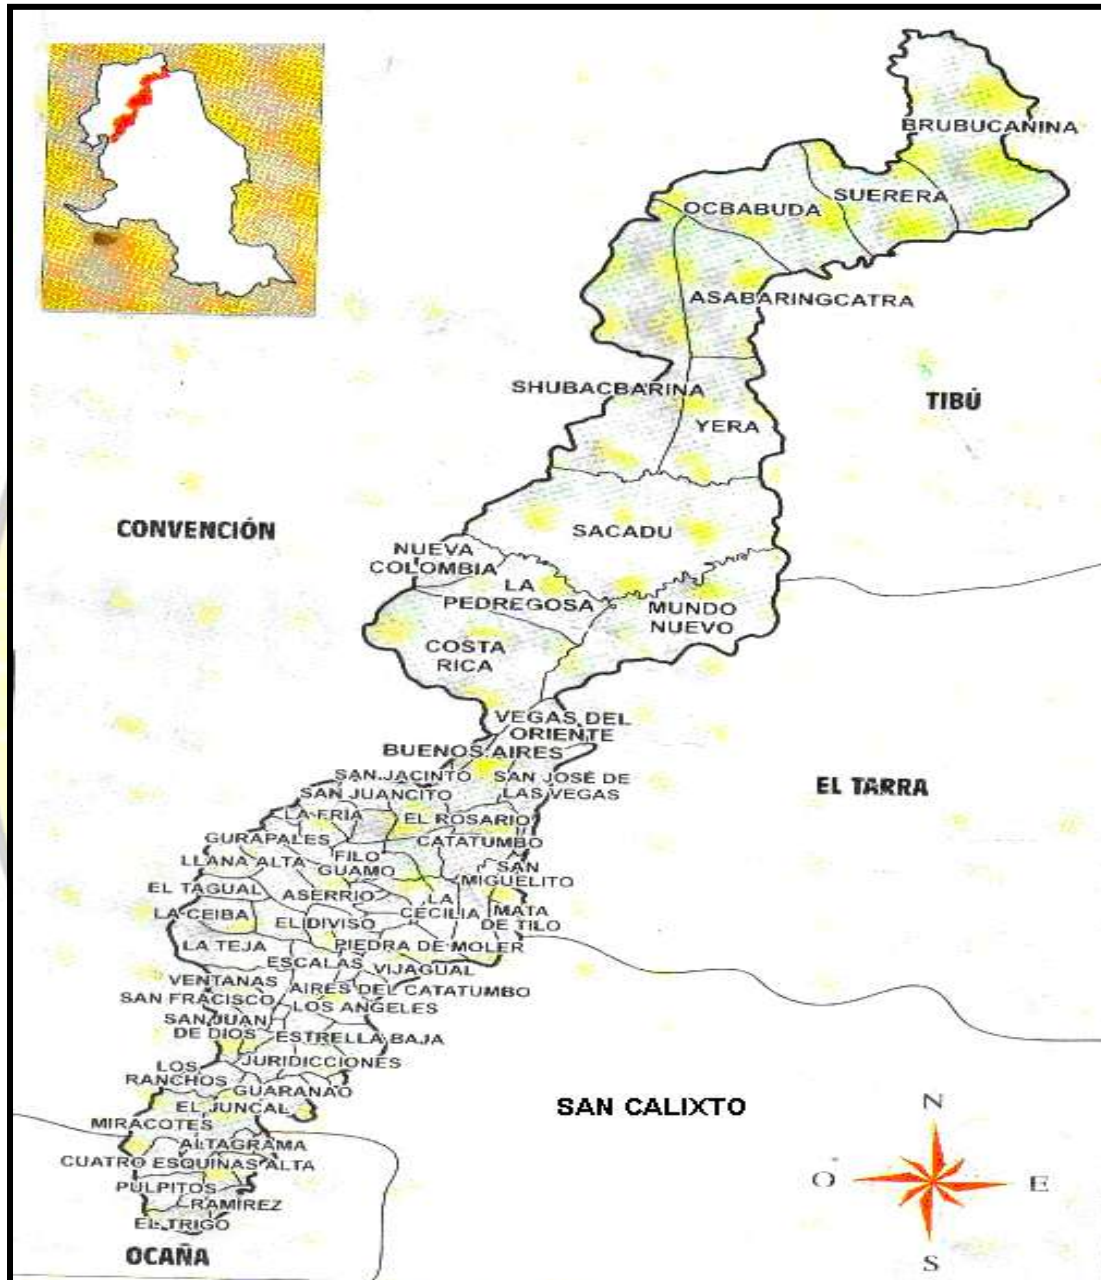 BRUBUCANINA
SUERERA
OCBABUDA
ASABARINGCATRA
SHUBACBARINA
TIBÚ
YERA
CONVENCIÓN
SACADU
NUEVA
COLOMBIA
LA
PEDREGOSA
MUNDO
NUEVO
COSTA
RICA
VEGAS DEL
ORIENTE
BUENOS AIRES
SAN JACINTO
SAN JOSÉ DE
LAS VEGAS
EL TARRA
SAN JUANCITO
LA FRIA
EL ROSARIO
GURAPALES
CATATUMBO
LLANA ALTA
FILO
GUAMO
SAN
MIGUELITO
EL TAGUAL
ASERRIO
LA
CECILIA
MATA
DE TILO
LA CEIBA
EL DIVISO
LA TEJA
PIEDRA DE MOLER
ESCALAS
VIJAGUAL
VENTANAS
AIRES DEL CATATUMBO
SAN FRACISCO
LOS ANGELES
SAN JUAN
DE DIOS
ESTRELLA BAJA
JURIDICCIONES
LOS
RANCHOS
GUARANAO
EL JUNCAL
SAN CALIXTO
MIRACOTES
ALTAGRAMA
CUATRO ESQUINAS ALTA
PULPITOS
RAMIREZ
EL TRIGO
OCAÑA
N
O
E
S